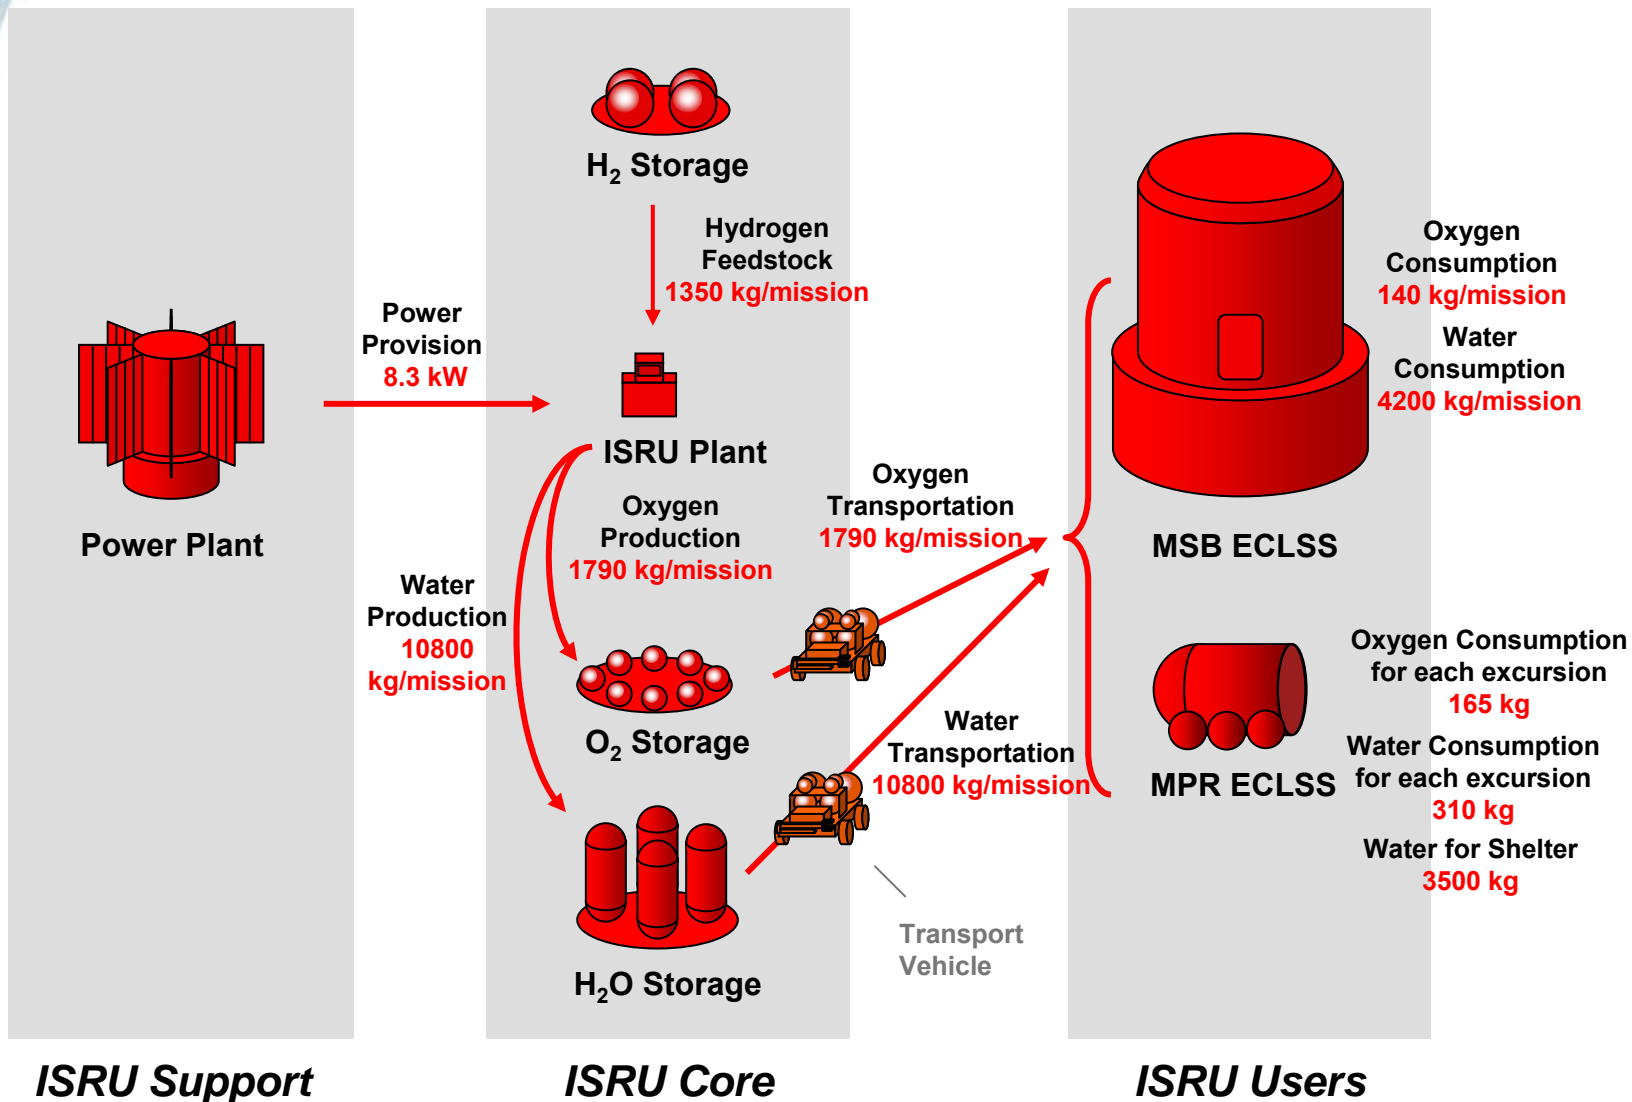 H2 Storage
Hydrogen
Feedstock
1350 kg/mission
Power
Provision
8.3 kW
Power Plant
ISRU Plant
Oxygen
Production
1790 kg/mission
Water
Production
10800
kg/mission
O2 Storage
H2O Storage
Oxygen
Transportation
1790 kg/mission
Water
Transportation
10800 kg/mission
Transport
Vehicle
Oxygen
Consumption
140 kg/mission
Water
Consumption
4200 kg/mission
MSB ECLSS
Oxygen Consumption
for each excursion
165 kg
Water Consumption
for each excursion
310 kg
MPR ECLSS
Water for Shelter
3500 kg
ISRU Support
ISRU Core
ISRU Users